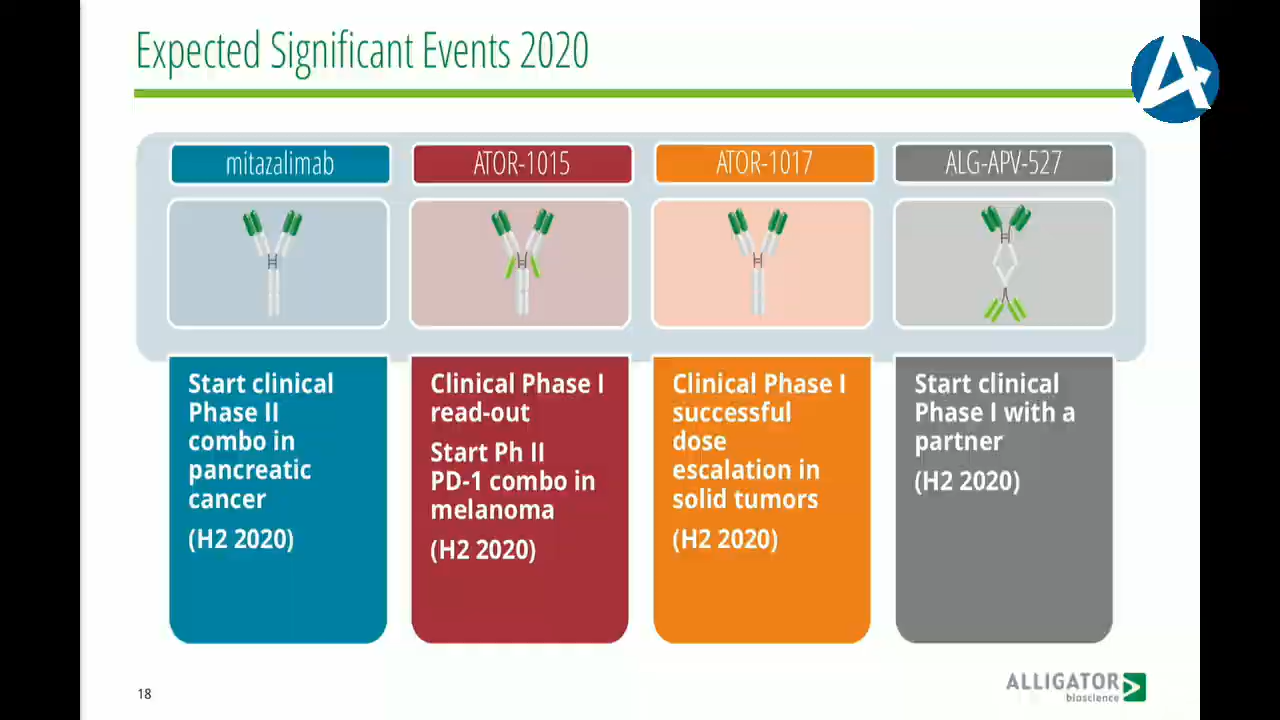 Expected Significant Events 2020
mitazalimab
Start clinical
Phase II
combo in
pancreatic
cancer
(H2 2020)
ATOR-1015
Clinical Phase I
read-out
Start Ph II
PD-1 combo in
melanoma
(H2 2020)
ATOR-1017
Clinical Phase I
successful
dose
escalation in
solid tumors
(H2 2020)
ALG-APV-527
Start clinical
Phase I with a
partner
(H2 2020)
18
ALLIGATOR
bioscience